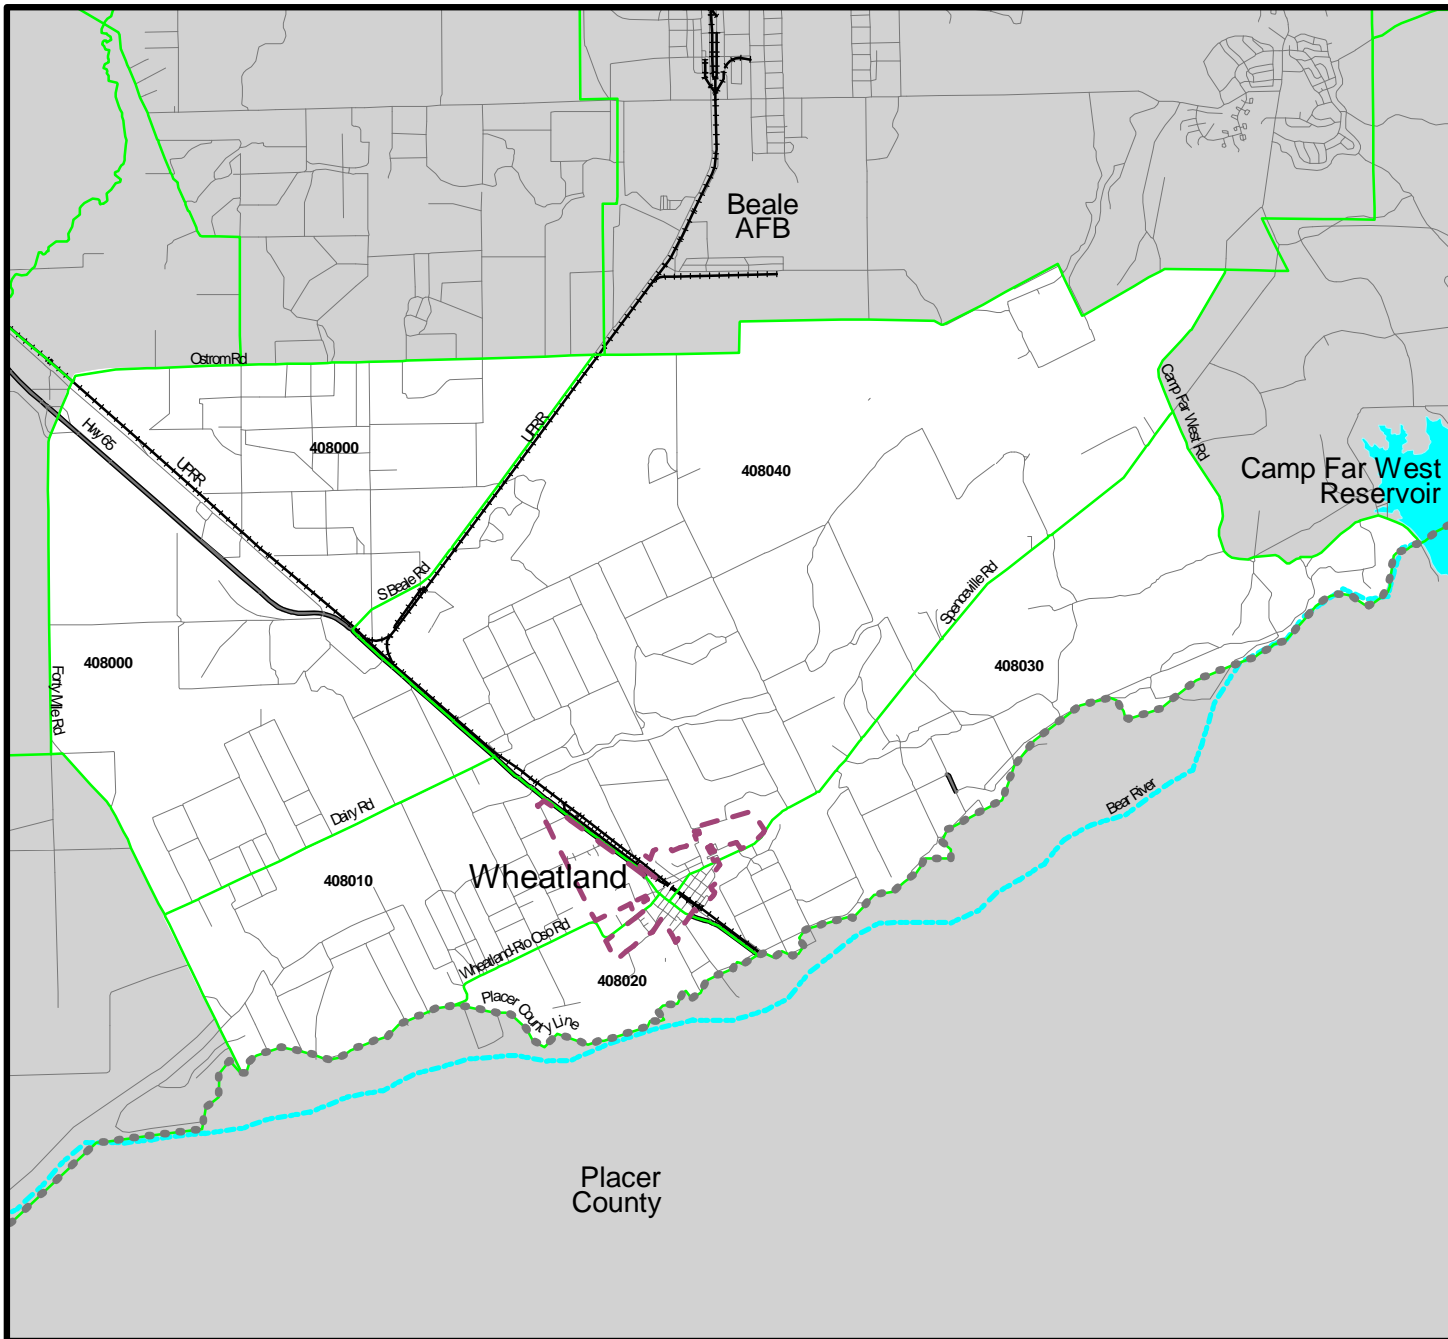 Beale
AFB
Ostrom Rd
Hwy 65
UPRR
408000
UPRR
408040
Camp Far West Rd
Camp Far West
Reservoir
S Beale Rd
Spenceville Rd
408000
408030
Forty Mile Rd
Dairy Rd
Bear River
408010
Wheatland
Wheatland-Rio Oso Rd
408020
Placer County Line
Placer
County